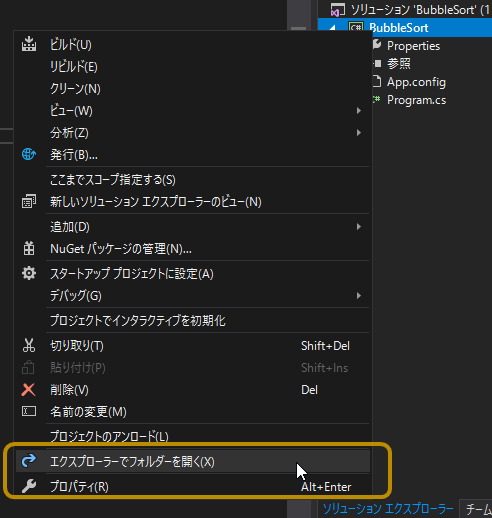 ソリューション 'BubbleSort' (1
BubbleSort
Properties
参照
App.config
Program.cs
ビルド(U)
リビルド(E)
クリーン(N)
ビュー(W)
分析(Z)
発行(B)...
ここまでスコープ指定する(S)
新しいソリューション エクスプローラーのビュー(N)
追加(D)
NuGet パッケージの管理(N)...
スタートアップ プロジェクトに設定(A)
デバッグ(G)
プロジェクトでインタラクティブを初期化
切り取り(T) Shift+Del
貼り付け(P) Shift+Ins
削除(V) Del
名前の変更(M)
プロジェクトのアンロード(L)
エクスプローラーでフォルダーを開く(X)
プロパティ(R) Alt+Enter
ソリューション エクスプローラー チーム